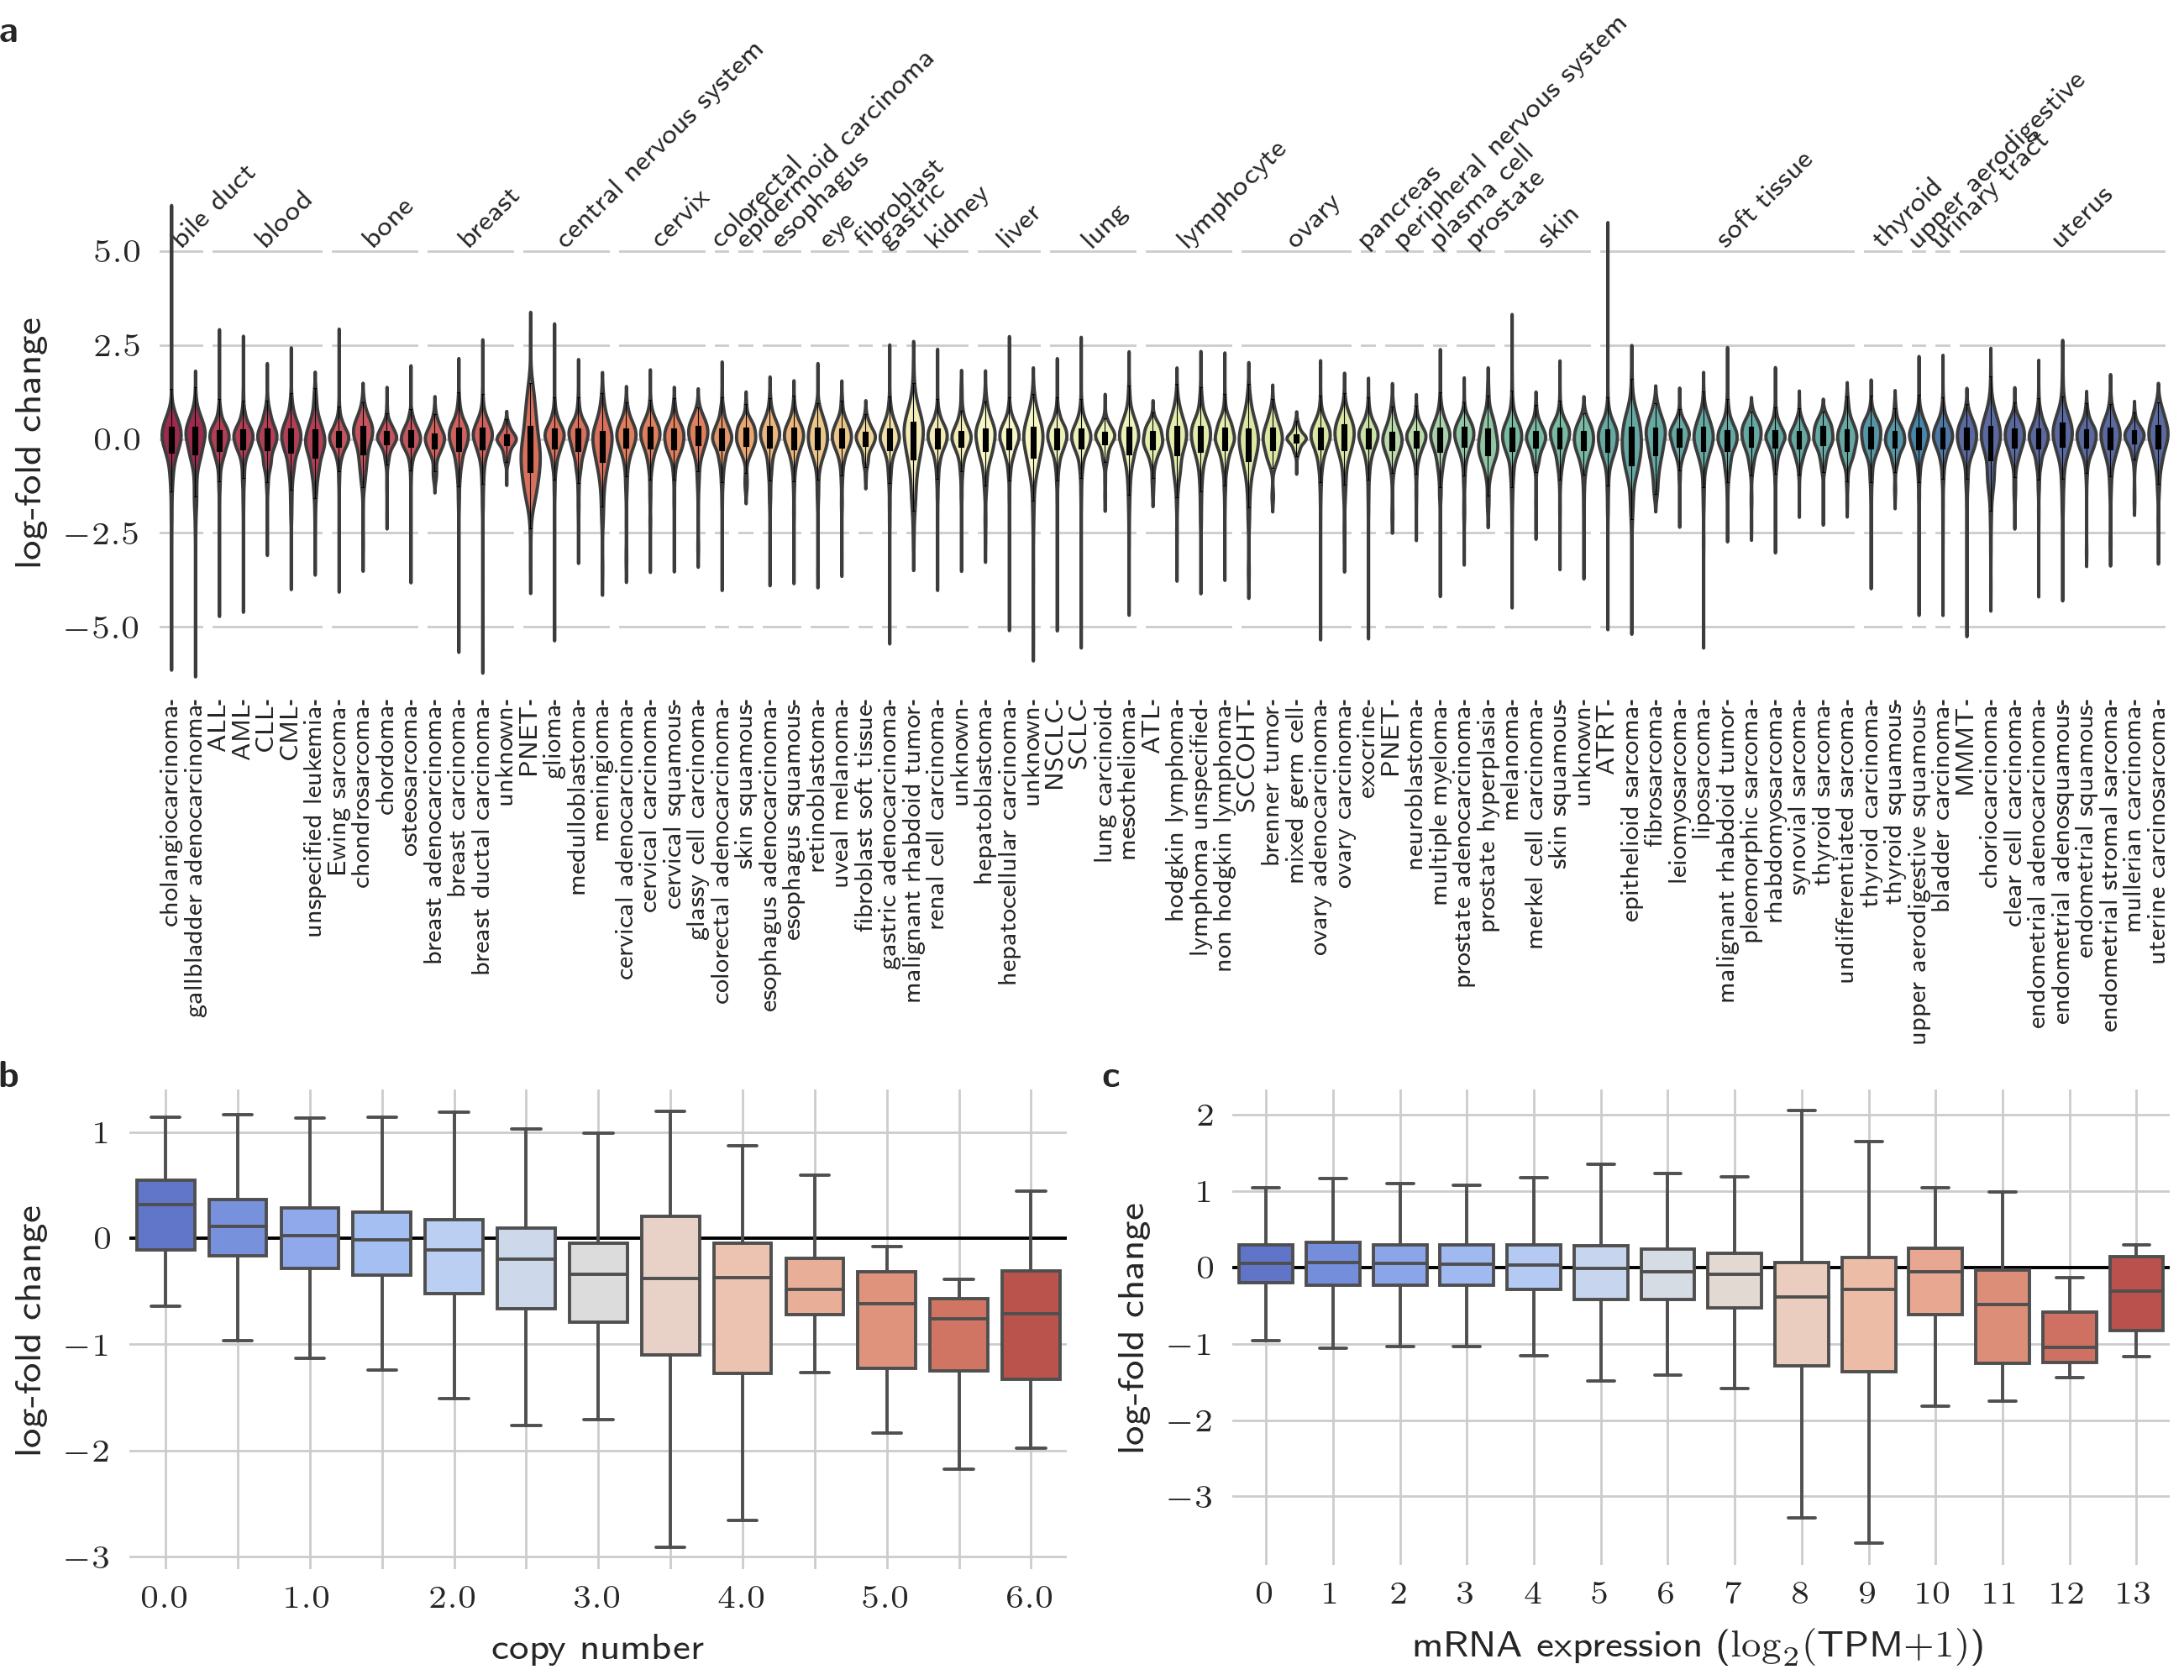 a
bile duct
blood
bone
breast
central nervous system
cervix
colorectal
epidermoid carcinoma
esophagus
eye
fibroblast
gastric
kidney
liver
lung
lymphocyte
ovary
pancreas
peripheral nervous system
plasma cell
prostate
skin
soft tissue
thyroid
upper aerodigestive
urinary tract
uterus
log-fold change
5.0
2.5
0.0
−2.5
−5.0
cholangiocarcinoma
gallbladder adenocarcinoma
ALL
AML
CLL
CML
unspecified leukemia
Ewing sarcoma
chondrosarcoma
chordoma
osteosarcoma
breast adenocarcinoma
breast carcinoma
breast ductal carcinoma
unknown
PNET
glioma
medulloblastoma
meningioma
cervical adenocarcinoma
cervical carcinoma
cervical squamous
glassy cell carcinoma
colorectal adenocarcinoma
skin squamous
esophagus adenocarcinoma
esophagus squamous
retinoblastoma
uveal melanoma
fibroblast soft tissue
gastric adenocarcinoma
malignant rhabdoid tumor
renal cell carcinoma
unknown
hepatoblastoma
hepatocellular carcinoma
unknown
NSCLC
SCLC
lung carcinoid
mesothelioma
ATL
hodgkin lymphoma
lymphoma unspecified
non hodgkin lymphoma
SCCOHT
brenner tumor
mixed germ cell
ovary adenocarcinoma
ovary carcinoma
exocrine
PNET
neuroblastoma
multiple myeloma
prostate adenocarcinoma
prostate hyperplasia
melanoma
merkel cell carcinoma
skin squamous
unknown
ATRT
epithelioid sarcoma
fibrosarcoma
leiomyosarcoma
liposarcoma
malignant rhabdoid tumor
pleomorphic sarcoma
rhabdomyosarcoma
synovial sarcoma
thyroid sarcoma
undifferentiated sarcoma
thyroid carcinoma
thyroid squamous
upper aerodigestive squamous
bladder carcinoma
MMMT
choriocarcinoma
clear cell carcinoma
endometrial adenocarcinoma
endometrial adenosquamous
endometrial squamous
endometrial stromal sarcoma
mullerian carcinoma
uterine carcinosarcoma
b
log-fold change
1
0
−1
−2
−3
0.0 1.0 2.0 3.0 4.0 5.0 6.0
copy number
c
log-fold change
2
1
0
−1
−2
−3
0 1 2 3 4 5 6 7 8 9 10 11 12 13
mRNA expression (log₂(TPM+1))